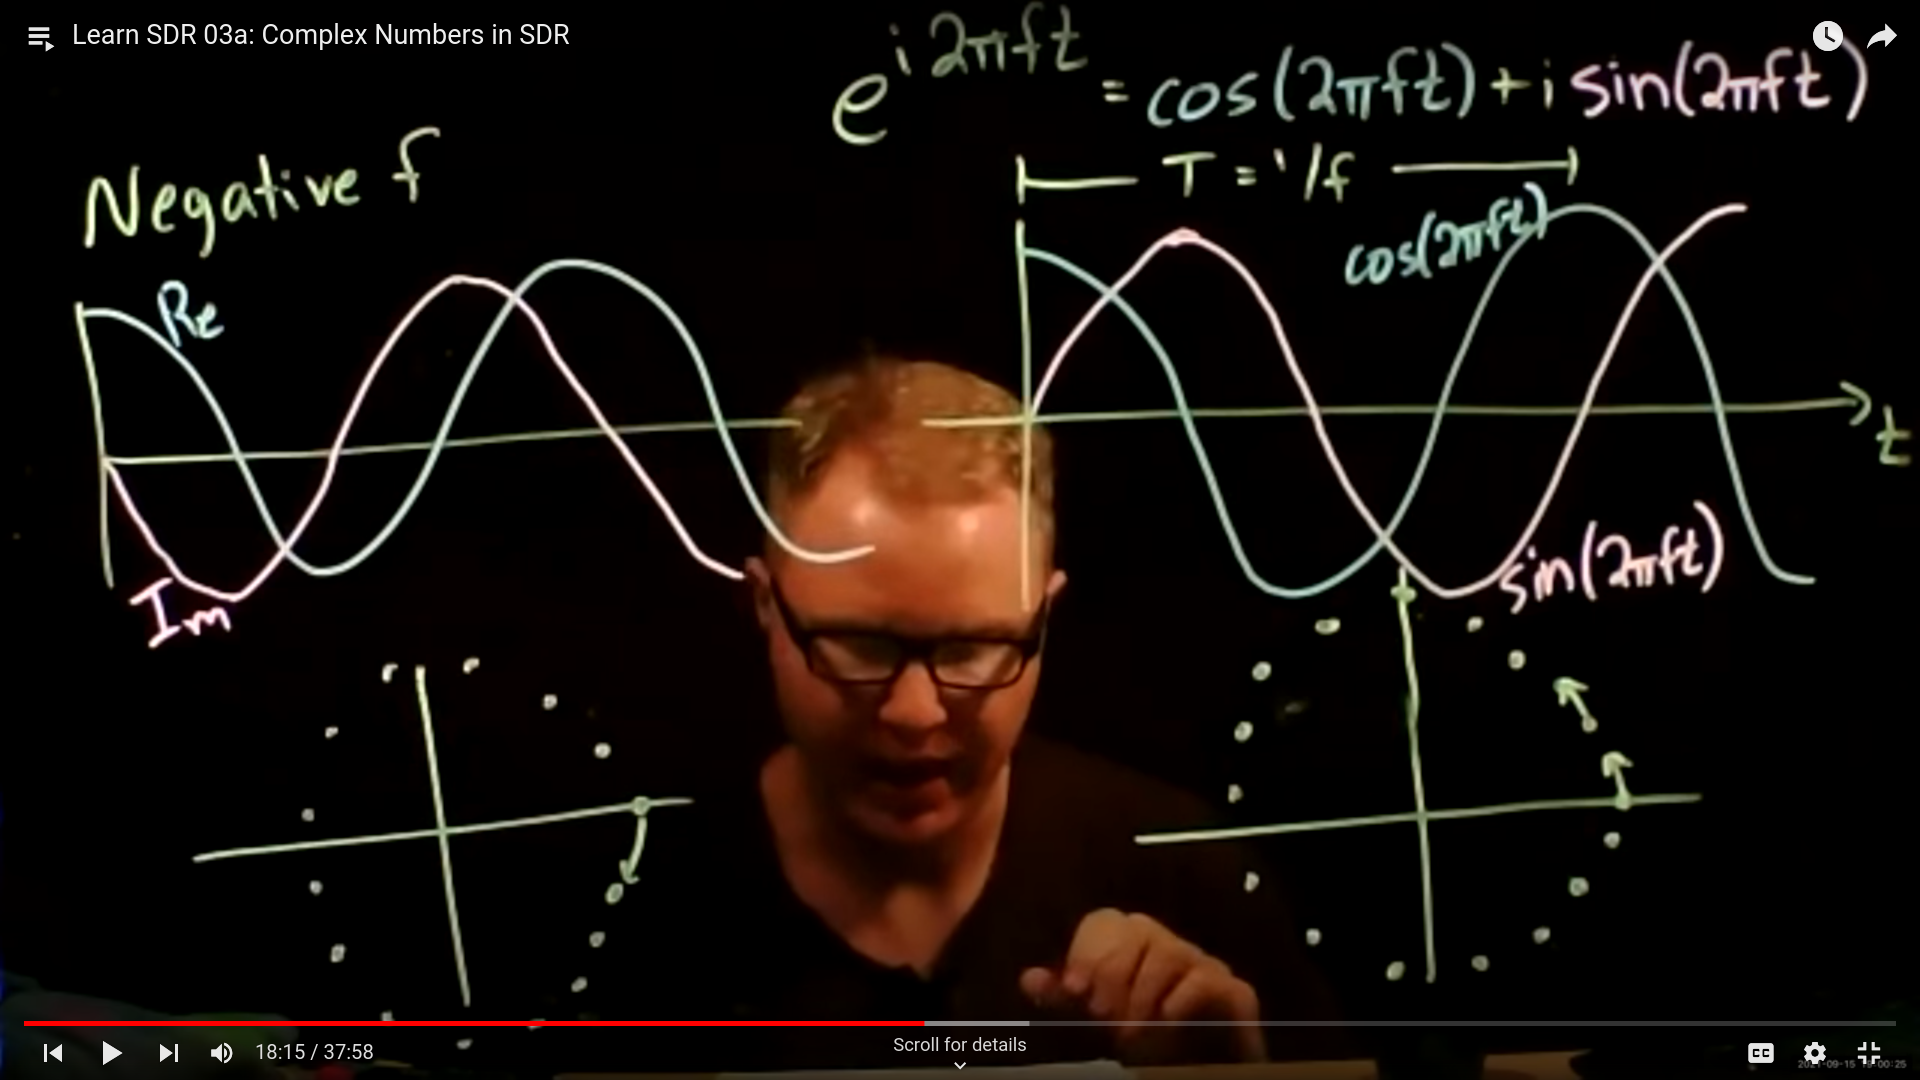 Learn SDR 03a: Complex Numbers in SDR
e^{i2πft} = cos(2πft) + i sin(2πft)
Negative f
T = 1/f
cos(2πft)
Re
t
sin(2πft)
Im
18:15 / 37:58
Scroll for details
CC